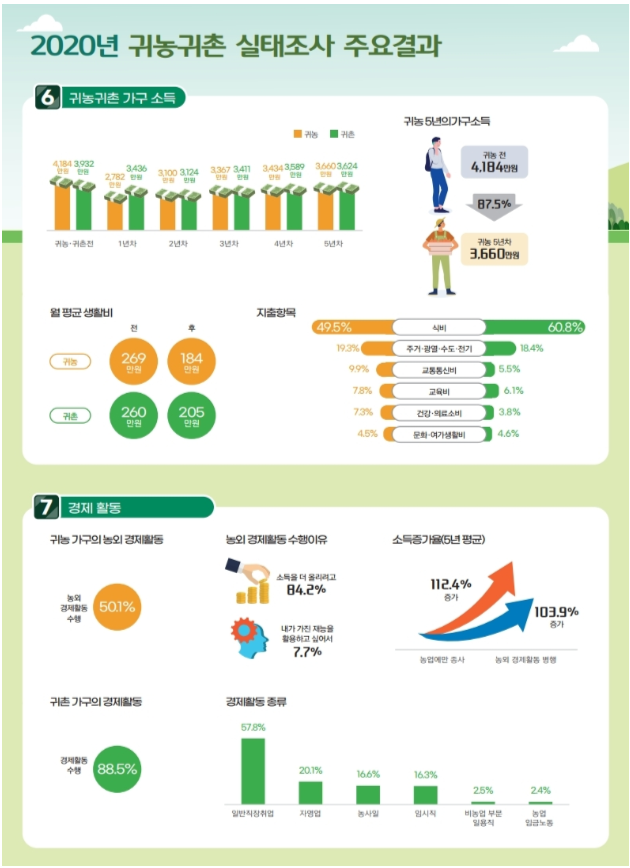 2020년 귀농귀촌 실태조사 주요결과
6 귀농귀촌 가구 소득
귀농 귀촌
4,184 만원 3,932 만원
2,782 만원 3,436 만원
3,100 만원 3,124 만원
3,367 만원 3,411 만원
3,434 만원 3,589 만원
3,660 만원 3,624 만원
귀농·귀촌전 1년차 2년차 3년차 4년차 5년차
귀농 5년의가구소득
귀농 전
4,184만원
87.5%
귀농 5년차
3,660만원
월 평균 생활비
전 후
귀농 269 만원 184 만원
귀촌 260 만원 205 만원
지출항목
49.5% 식비 60.8%
19.3% 주거·광열·수도·전기 18.4%
9.9% 교통통신비 5.5%
7.8% 교육비 6.1%
7.3% 건강·의료소비 3.8%
4.5% 문화·여가생활비 4.6%
7 경제 활동
귀농 가구의 농외 경제활동
농외
경제활동
수행
50.1%
농외 경제활동 수행이유
소득을 더 올리려고
84.2%
내가 가진 재능을
활용하고 싶어서
7.7%
소득증가율(5년 평균)
112.4%
증가
103.9%
증가
농업에만 종사 농외 경제활동 병행
귀촌 가구의 경제활동
경제활동
수행
88.5%
경제활동 종류
57.8% 20.1% 16.6% 16.3% 2.5% 2.4%
일반직장취업 자영업 농사일 임시직 비농업 부문 농업
일용직 임금노동